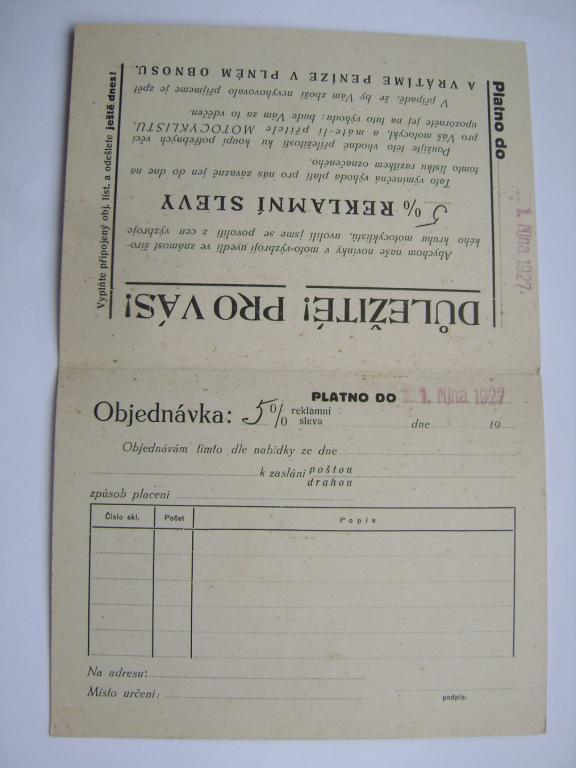 DŮLEŽITÉ! PRO VÁS!
Abychom naše novinky v moto-výzbroji uvedli ve známost širo-
kého kruhu motocyklistů, uvolili jsme se povoliti z cen výzbroje
5% REKLAMNÍ SLEVY
Tato výminečná výhoda platí pro nás závazně jen do dne na
tomto lístku razítkem označeného.
Použijte této vhodné příležitosti ku koupi potřebných věcí
pro Váš motocykl, a máte-li přítele MOTOCYKLISTU,
upozorněte jej na tuto výhodu; bude Vám za to vděčen.
V případě, že by Vám zboží nevyhovovalo přijmeme je zpět
A VRÁTÍME PENÍZE V PLNÉM OBNOSU.
Vyplňte připojený obj. list. a odešlete ještě dnes!
Platno do
1. října 1927.
PLATNO DO 1. října 1927
Objednávka: 5% reklamní
sleva
dne 19
Objednávám tímto dle nabídky ze dne
k zaslání poštou
drahou
způsob placení
Číslo skl. Počet Popis
Na adresu:
Místo určení:
podpis.